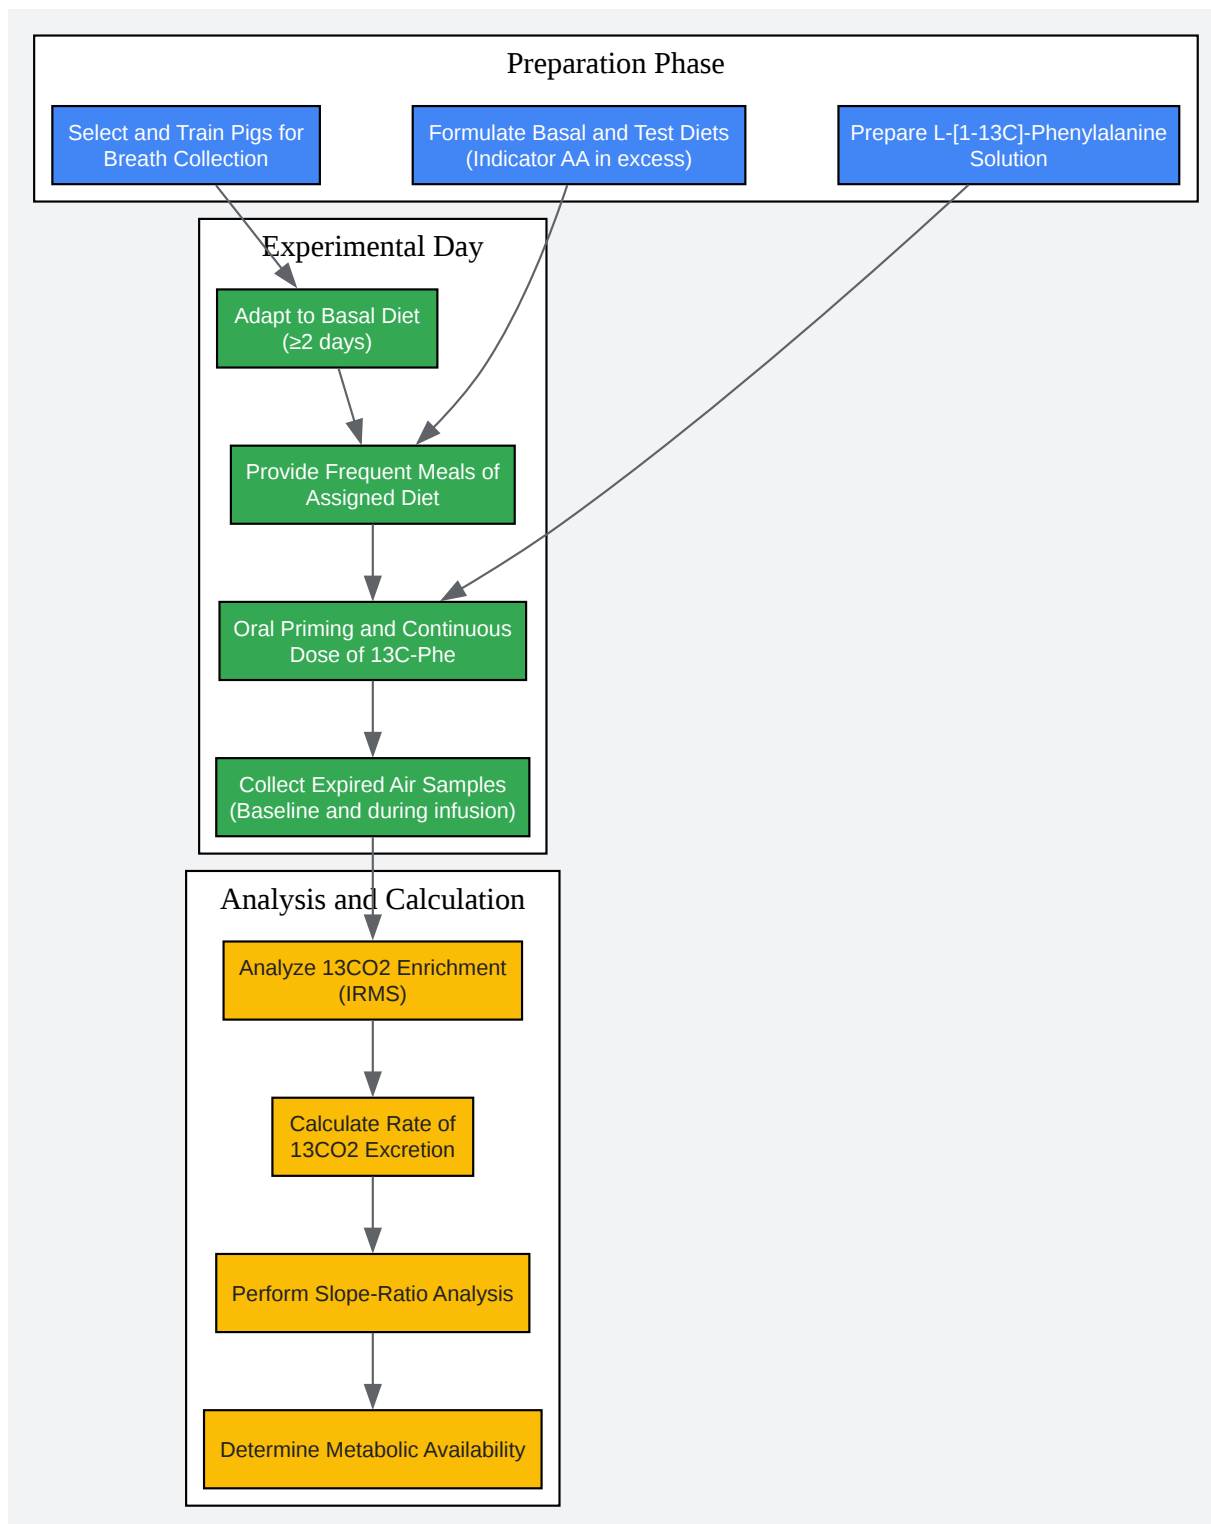 Preparation Phase
Select and Train Pigs for
Breath Collection
Formulate Basal and Test Diets
(Indicator AA in excess)
Prepare L-[1-13C]-Phenylalanine
Solution
Experimental Day
Adapt to Basal Diet
(≥2 days)
Provide Frequent Meals of
Assigned Diet
Oral Priming and Continuous
Dose of 13C-Phe
Collect Expired Air Samples
(Baseline and during infusion)
Analysis and Calculation
Analyze 13CO2 Enrichment
(IRMS)
Calculate Rate of
13CO2 Excretion
Perform Slope-Ratio Analysis
Determine Metabolic Availability